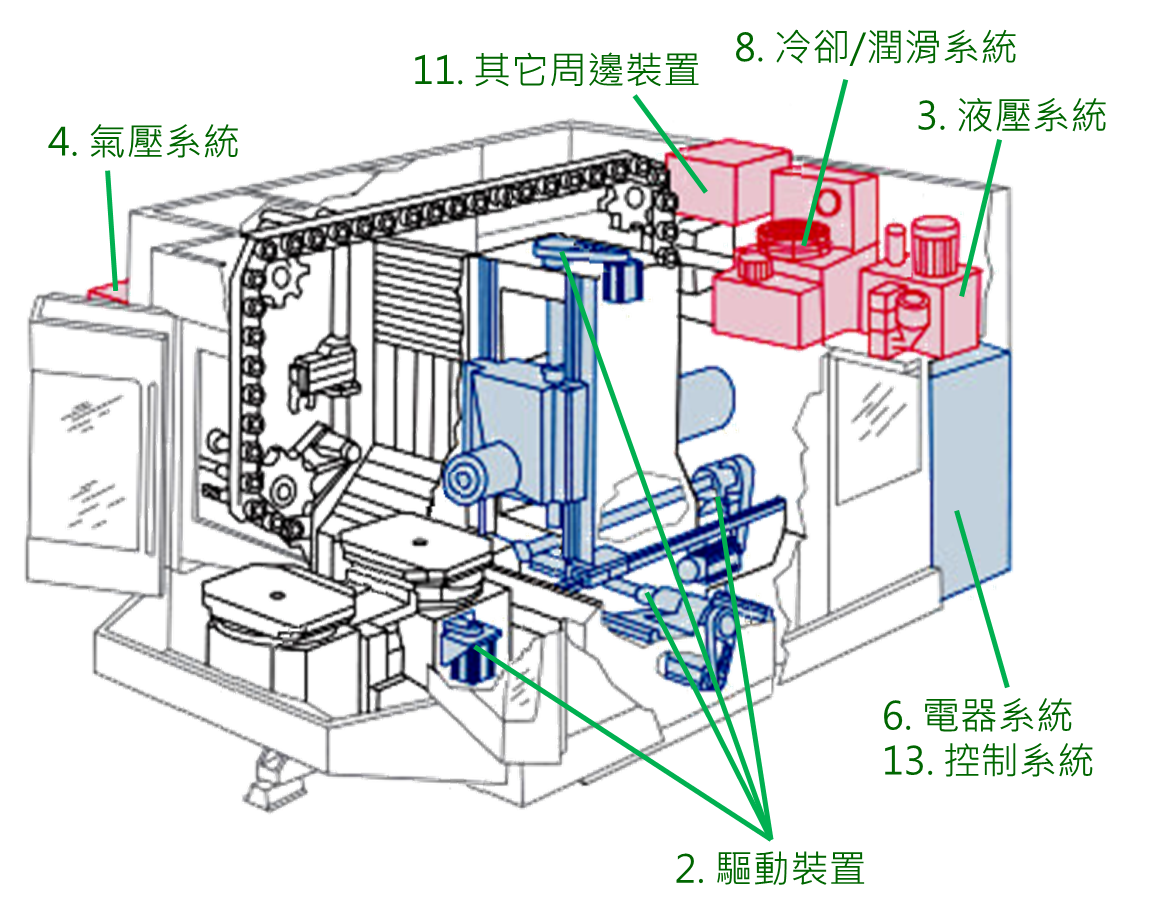 8. 冷卻/潤滑系統
11. 其它周邊裝置
3. 液壓系統
4. 氣壓系統
6. 電器系統
13. 控制系統
2. 驅動裝置